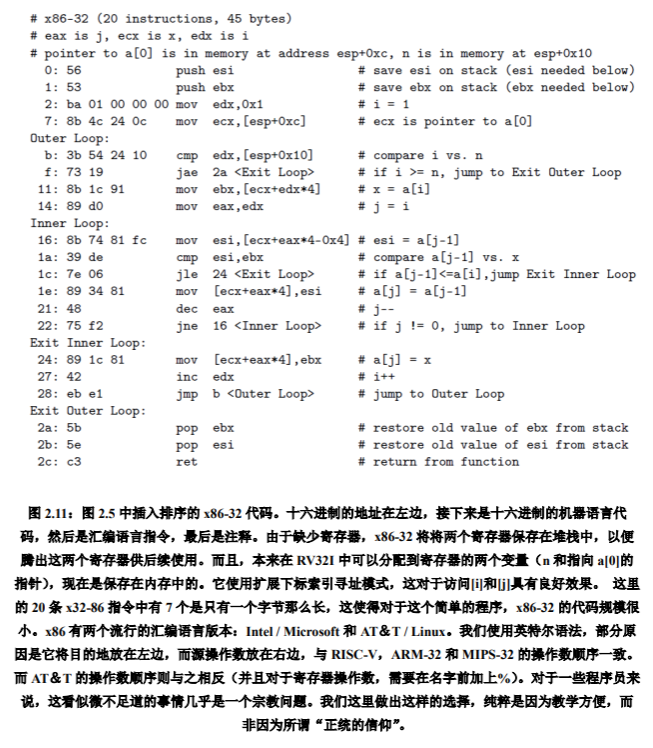 # x86-32 (20 instructions, 45 bytes)
# eax is j, ecx is x, edx is i
# pointer to a[0] is in memory at address esp+0xc, n is in memory at esp+0x10
0: 56 push esi # save esi on stack (esi needed below)
1: 53 push ebx # save ebx on stack (ebx needed below)
2: ba 01 00 00 00 mov edx,0x1 # i = 1
7: 8b 4c 24 0c mov ecx,[esp+0xc] # ecx is pointer to a[0]
Outer Loop:
b: 3b 54 24 10 cmp edx,[esp+0x10] # compare i vs. n
f: 73 19 jae 2a <Exit Loop> # if i >= n, jump to Exit Outer Loop
11: 8b 1c 91 mov ebx,[ecx+edx*4] # x = a[i]
14: 89 d0 mov eax,edx # j = i
Inner Loop:
16: 8b 74 81 fc mov esi,[ecx+eax*4-0x4] # esi = a[j-1]
1a: 39 de cmp esi,ebx # compare a[j-1] vs. x
1c: 7e 06 jle 24 <Exit Loop> # if a[j-1]<=a[i],jump Exit Inner Loop
1e: 89 34 81 mov [ecx+eax*4],esi # a[j] = a[j-1]
21: 48 dec eax # j--
22: 75 f2 jne 16 <Inner Loop> # if j != 0, jump to Inner Loop
Exit Inner Loop:
24: 89 1c 81 mov [ecx+eax*4],ebx # a[j] = x
27: 42 inc edx # i++
28: eb e1 jmp b <Outer Loop> # jump to Outer Loop
Exit Outer Loop:
2a: 5b pop ebx # restore old value of ebx from stack
2b: 5e pop esi # restore old value of esi from stack
2c: c3 ret # return from function
图 2.11：图 2.5 中插入排序的 x86-32 代码。十六进制的地址在左边，接下来是十六进制的机器语言代
码，然后是汇编语言指令，最后是注释。由于缺少寄存器，x86-32 将将两个寄存器保存在堆栈中，以便
腾出这两个寄存器供后续使用。而且，本来在 RV32I 中可以分配到寄存器的两个变量（n 和指向 a[0]的
指针），现在是保存在内存中的。它使用扩展下标索引寻址模式，这对于访问[i]和[j]具有良好效果。 这里
的 20 条 x32-86 指令中有 7 个是只有一个字节那么长，这使得对于这个简单的程序，x86-32 的代码规模很
小。x86 有两个流行的汇编语言版本：Intel / Microsoft 和 AT＆T / Linux。我们使用英特尔语法，部分原
因是它将目的地放在左边，而源操作数放在右边，与 RISC-V，ARM-32 和 MIPS-32 的操作数顺序一致。
而 AT＆T 的操作数顺序则与之相反（并且对于寄存器操作数，需要在名字前加上%）。对于一些程序员来
说，这看似微不足道的事情几乎是一个宗教问题。我们这里做出这样的选择，纯粹是因为教学方便，而
非因为所谓“正统的信仰”。